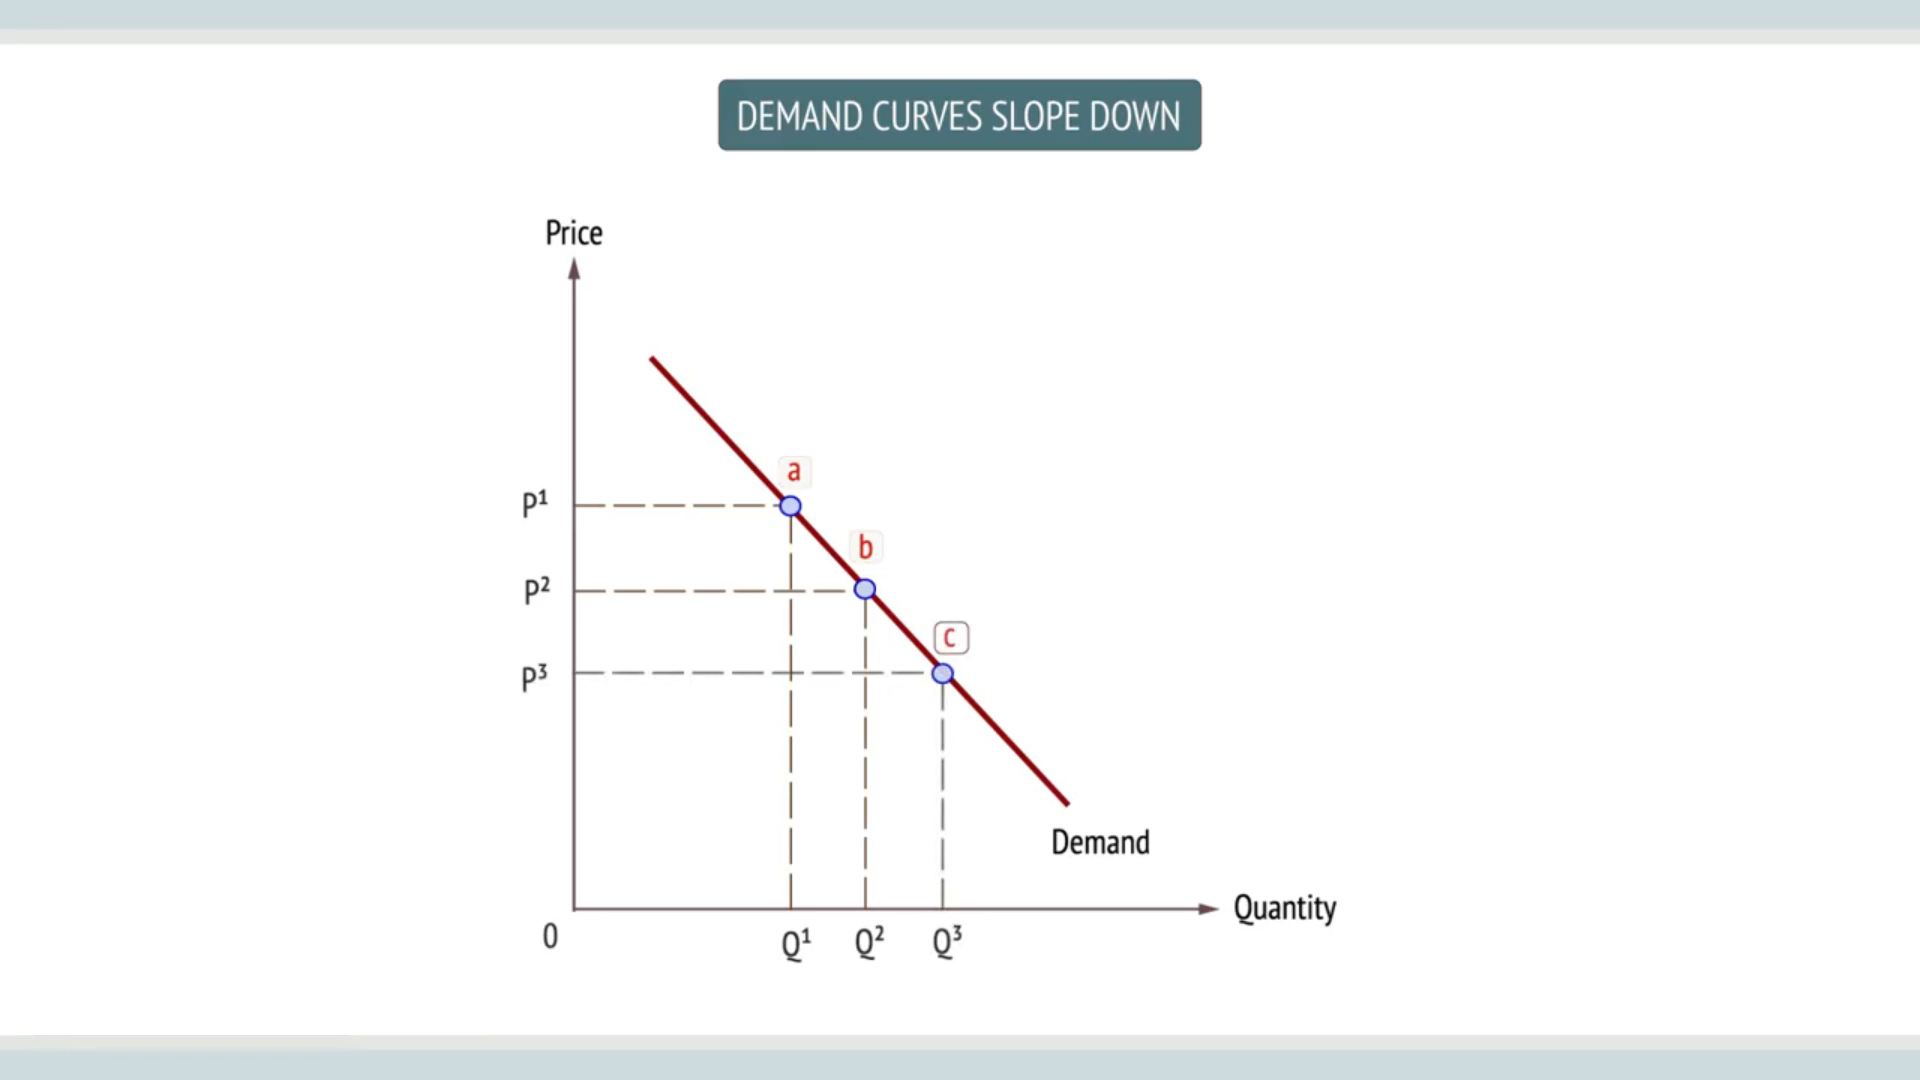 DEMAND CURVES SLOPE DOWN
Price
a
P¹
b
P²
c
P³
Demand
Quantity
0
Q¹ Q² Q³